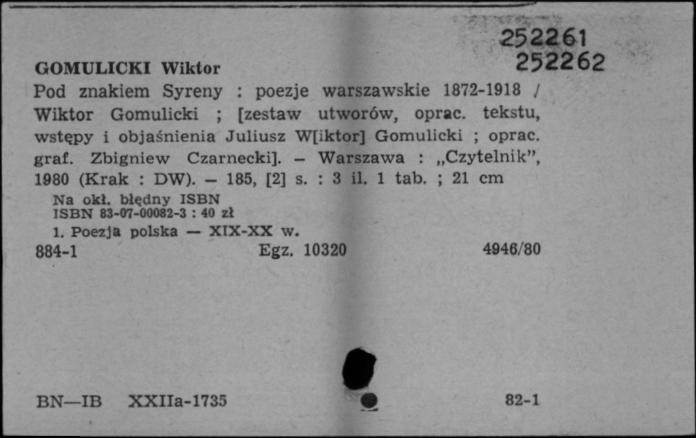 252261
252262
GOMULICKI Wiktor
Pod znakiem Syreny : poezje warszawskie 1872-1918 /
Wiktor Gomulicki ; [zestaw utworów, oprac. tekstu,
wstępy i objaśnienia Juliusz W[iktor] Gomulicki ; oprac.
graf. Zbigniew Czarnecki]. — Warszawa : „Czytelnik”,
1980 (Krak : DW). — 185, [2] s. : 3 il. 1 tab. ; 21 cm
Na okł. błędny ISBN
ISBN 83-07-00082-3 : 40 zł
1. Poezja polska — XIX-XX w.
884-1 Egz. 10320 4946/80
BN—IB XXIIa-1735 82-1